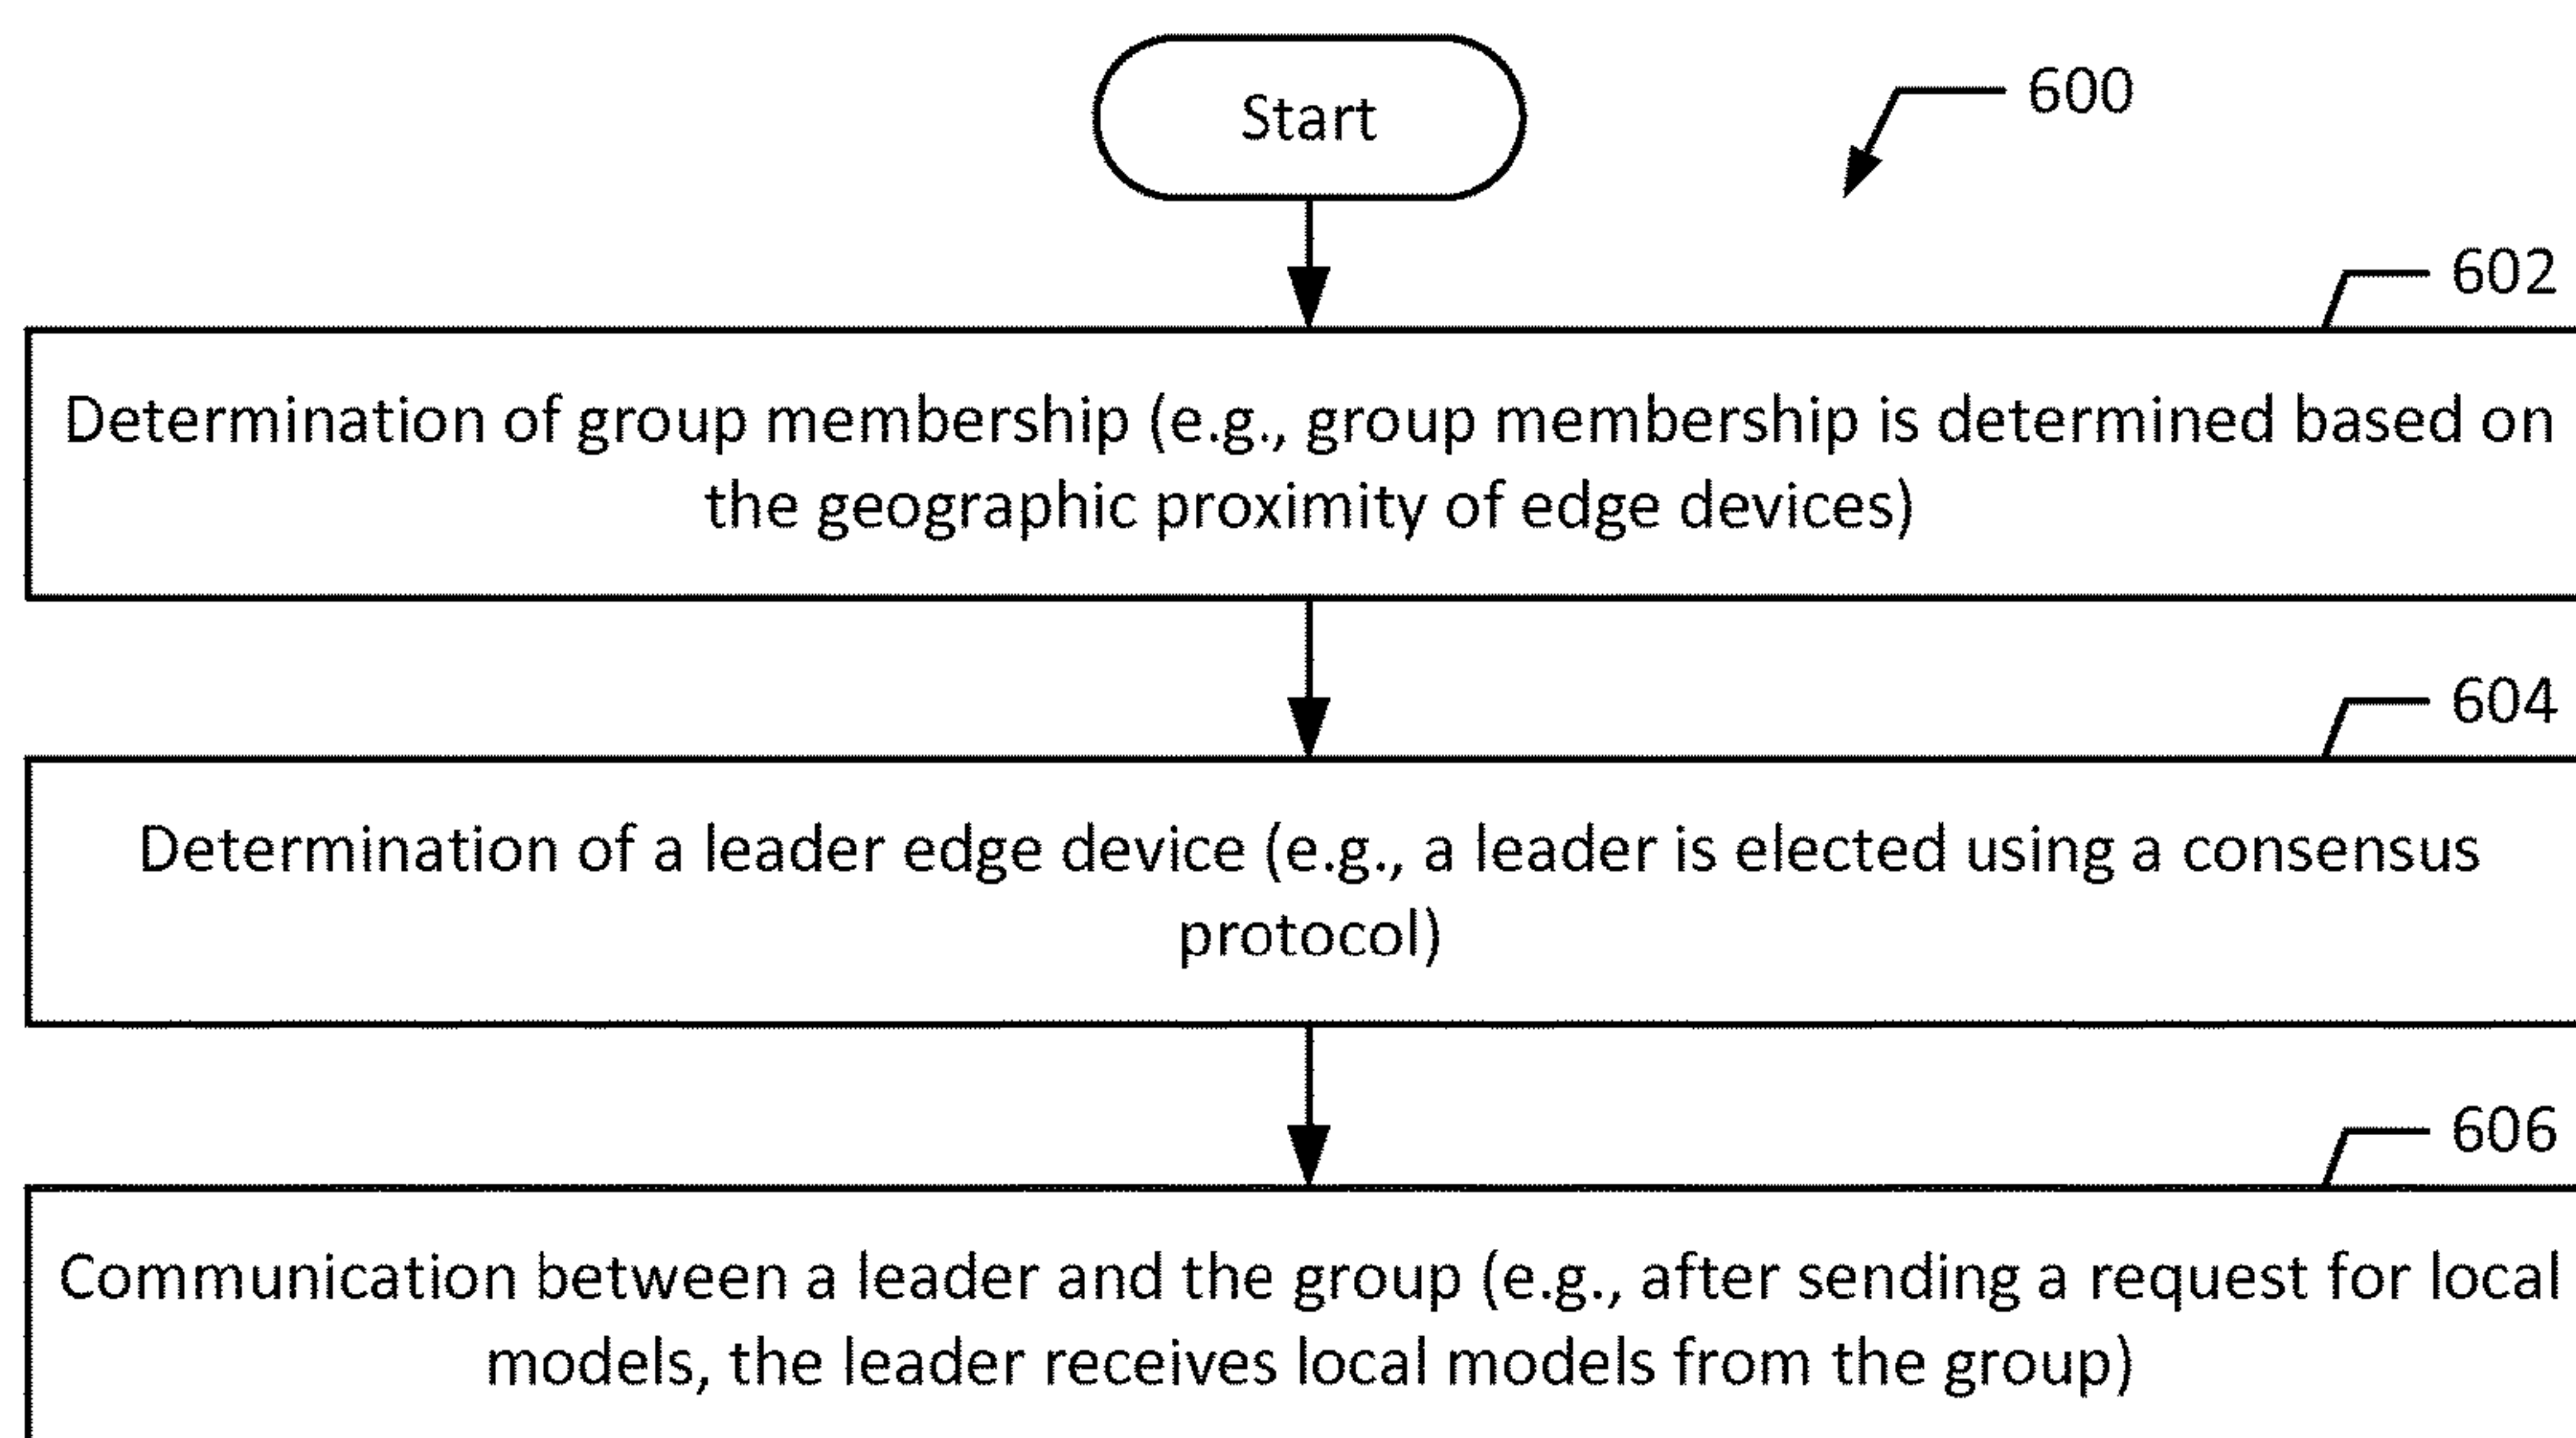 Start
600
602
Determination of group membership (e.g., group membership is determined based on
the geographic proximity of edge devices)
604
Determination of a leader edge device (e.g., a leader is elected using a consensus
protocol)
606
Communication between a leader and the group (e.g., after sending a request for local
models, the leader receives local models from the group)